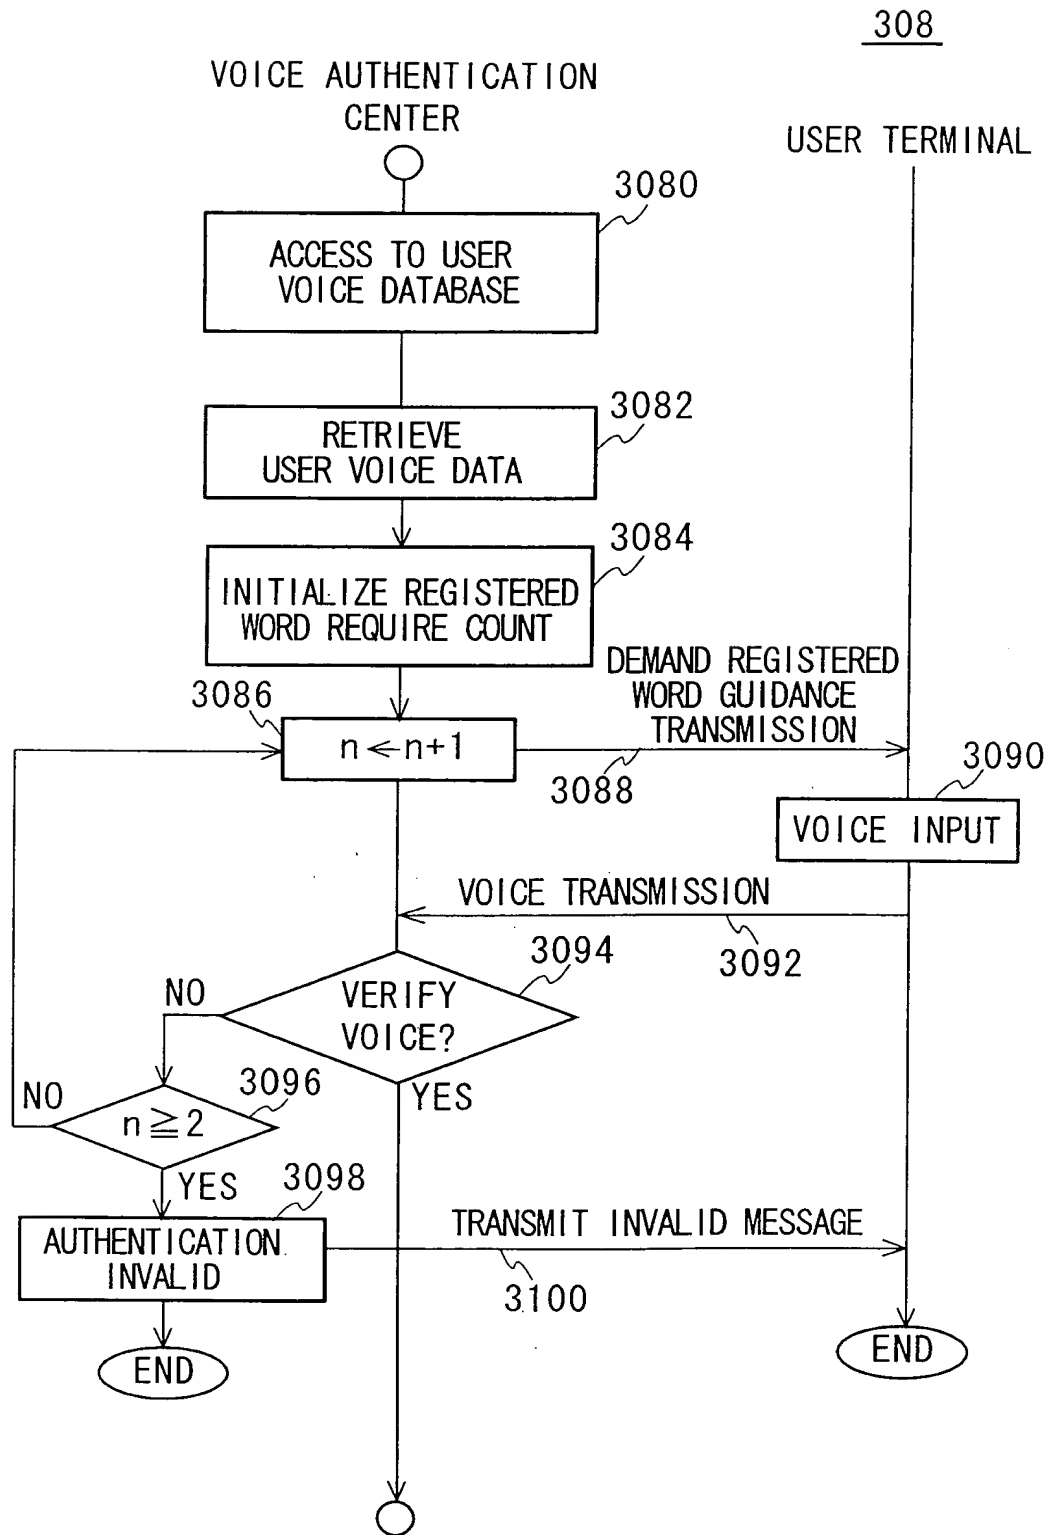 308
VOICE AUTHENTICATION
CENTER
USER TERMINAL
3080
ACCESS TO USER
VOICE DATABASE
3082
RETRIEVE
USER VOICE DATA
3084
INITIALIZE REGISTERED
WORD REQUIRE COUNT
DEMAND REGISTERED
WORD GUIDANCE
TRANSMISSION
3086
n←n+1
3088
3090
VOICE INPUT
VOICE TRANSMISSION
3092
3094
VERIFY
VOICE?
NO
YES
3096
NO
n≧2
YES
3098
AUTHENTICATION
INVALID
TRANSMIT INVALID MESSAGE
3100
END
END